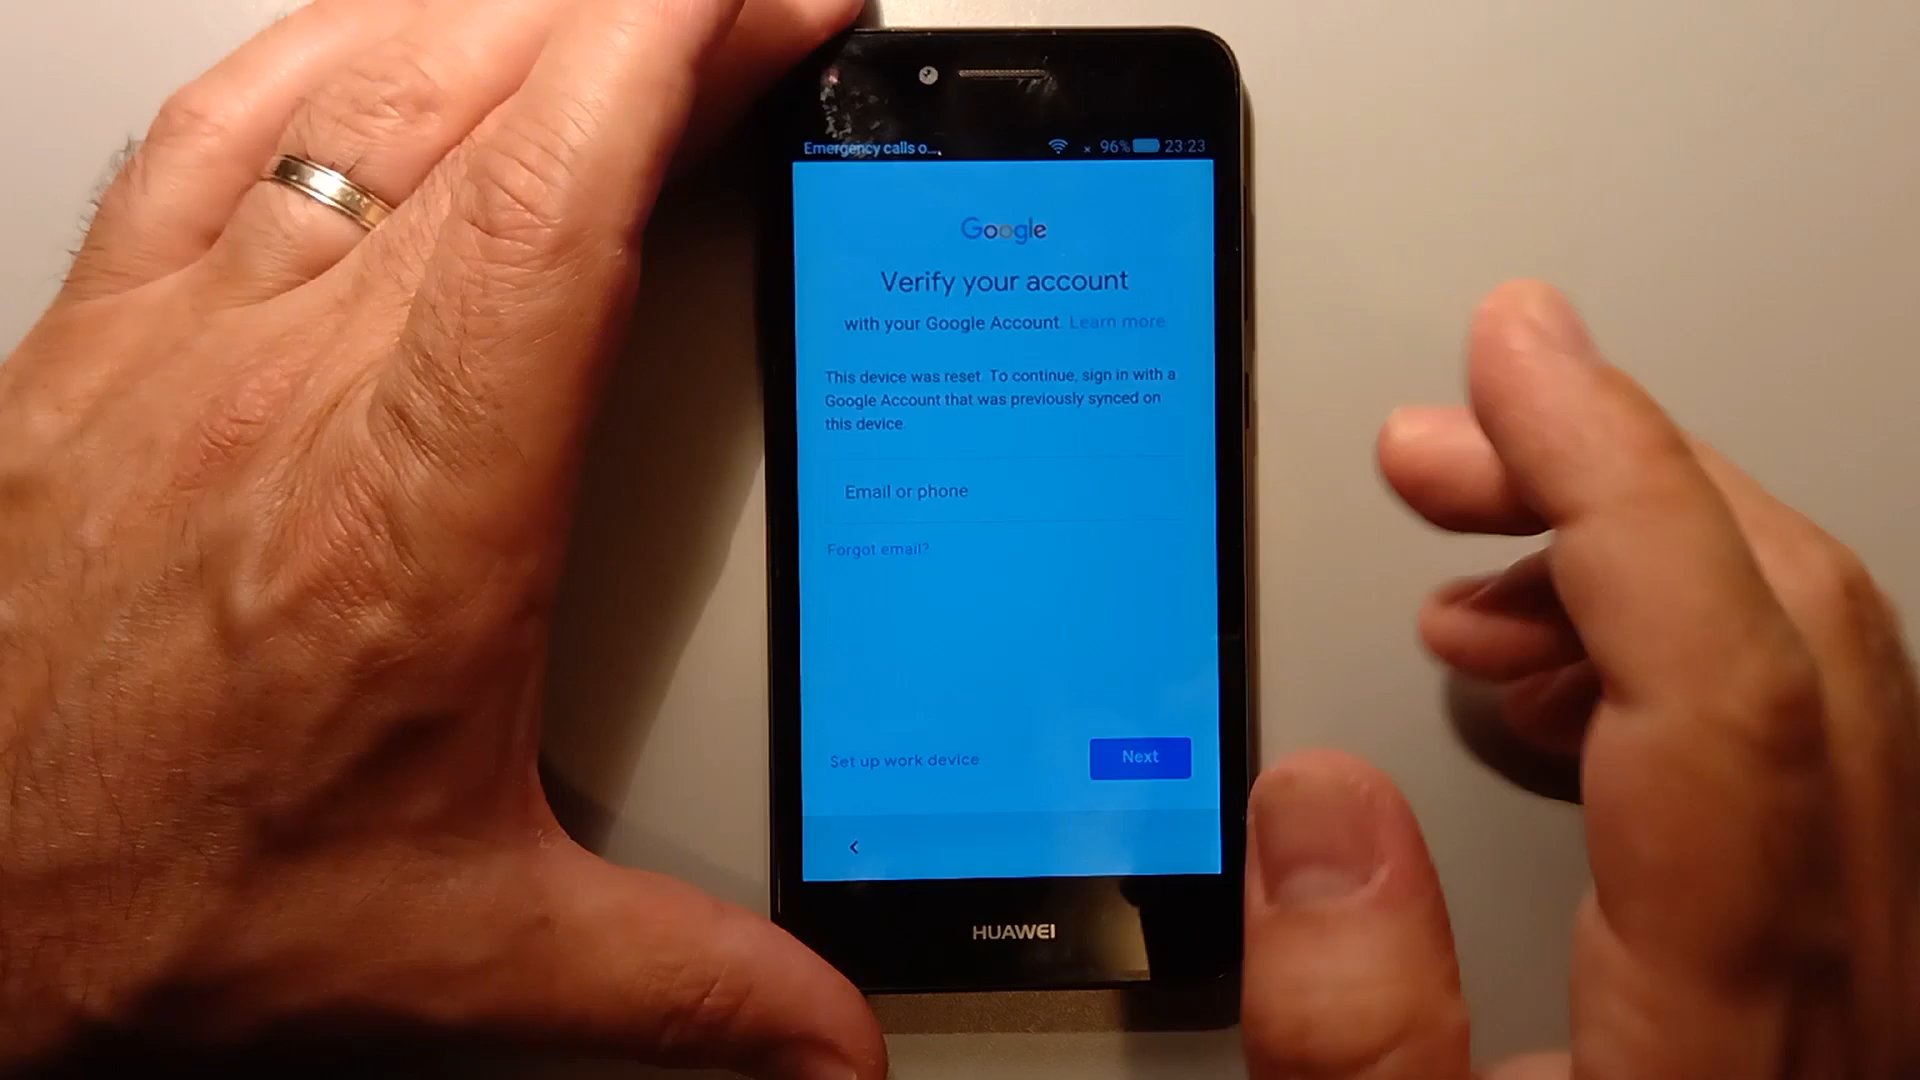 Emergency calls o... 96% 23:23
Google
Verify your account
with your Google Account. Learn more
This device was reset. To continue, sign in with a
Google Account that was previously synced on
this device.
Email or phone
Forgot email?
Set up work device
Next
HUAWEI